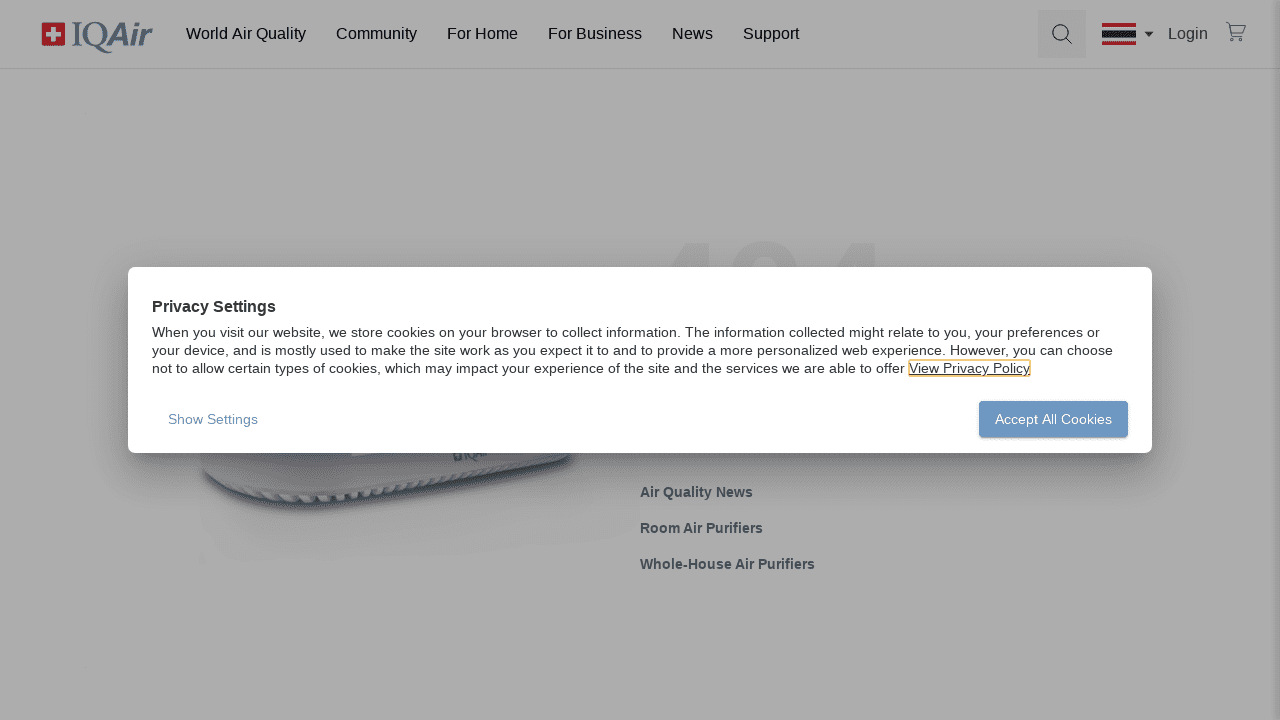 IQAir World Air Quality Community For Home For Business News Support Login
404
Privacy Settings
When you visit our website, we store cookies on your browser to collect information. The information collected might relate to you, your preferences or
your device, and is mostly used to make the site work as you expect it to and to provide a more personalized web experience. However, you can choose
not to allow certain types of cookies, which may impact your experience of the site and the services we are able to offer View Privacy Policy
Show Settings Accept All Cookies
IQAir
Air Quality News
Room Air Purifiers
Whole-House Air Purifiers